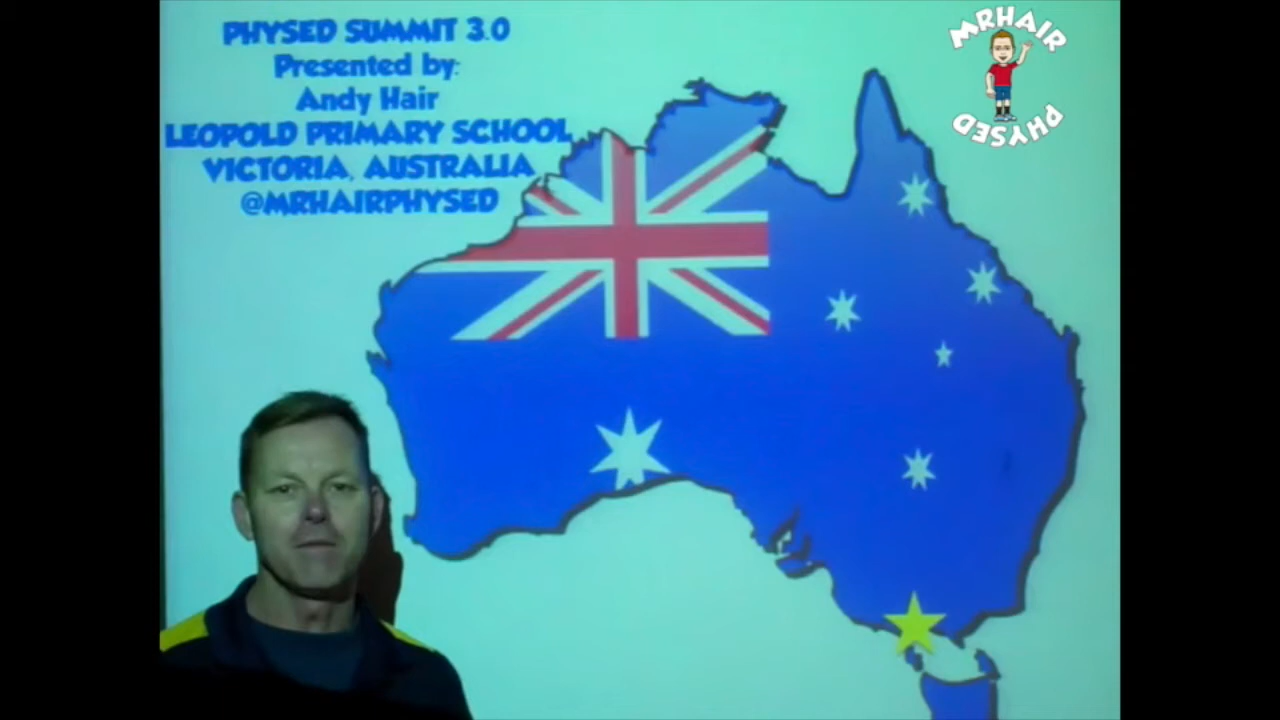 PHYSED SUMMIT 3.0
Presented by:
Andy Hair
LEOPOLD PRIMARY SCHOOL
VICTORIA, AUSTRALIA
@MRHAIRPHYSED
MRHAIR
PHYSED